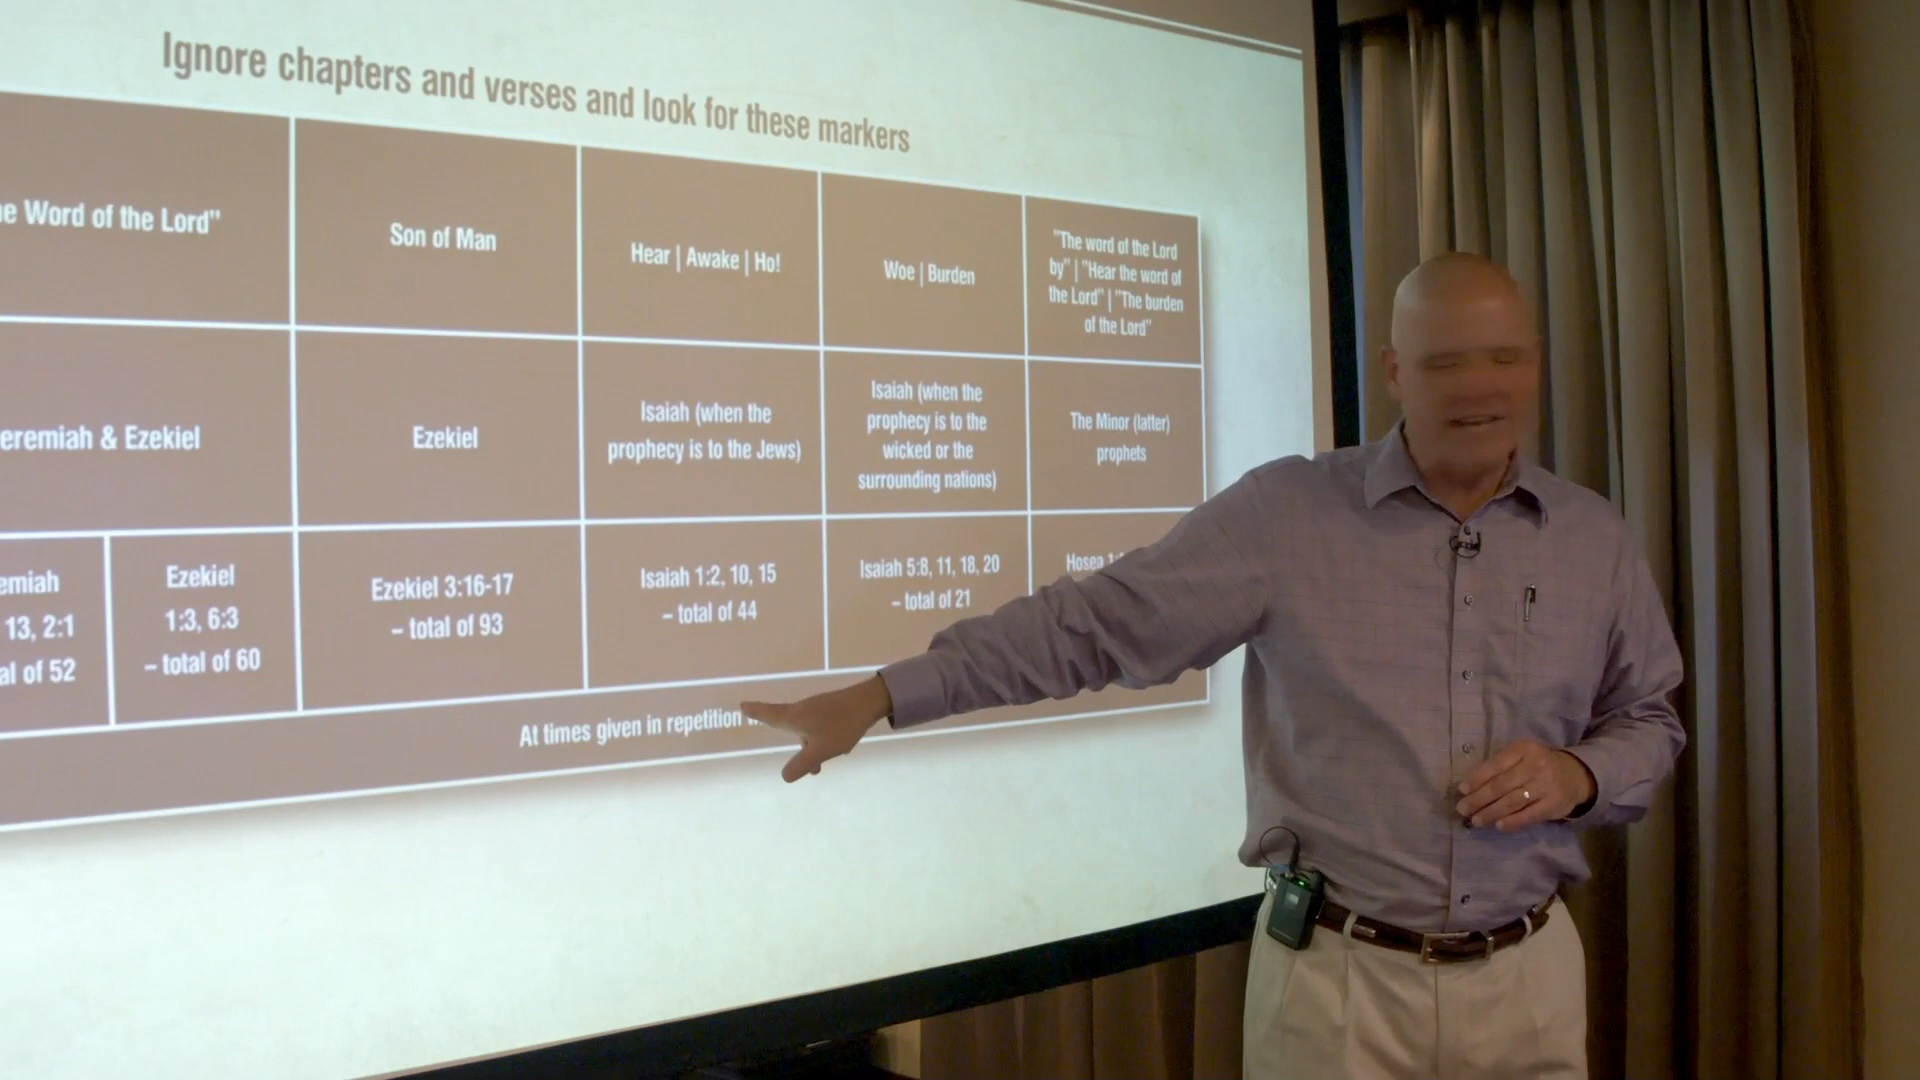 Ignore chapters and verses and look for these markers
Word of the Lord"
Son of Man
Hear | Awake | Ho!
Woe | Burden
"The word of the Lord
by" | "Hear the word of
the Lord" | "The burden
of the Lord"
& Ezekiel
Ezekiel
Isaiah (when the
prophecy is to the Jews)
Isaiah (when the
prophecy is to the
wicked or the
surrounding nations)
The Minor (latter)
prophets
13, 2:1
of 52
Ezekiel
1:3, 6:3
– total of 60
Ezekiel 3:16-17
– total of 93
Isaiah 1:2, 10, 15
– total of 44
Isaiah 5:8, 11, 18, 20
– total of 21
Hosea
At times given in repetition